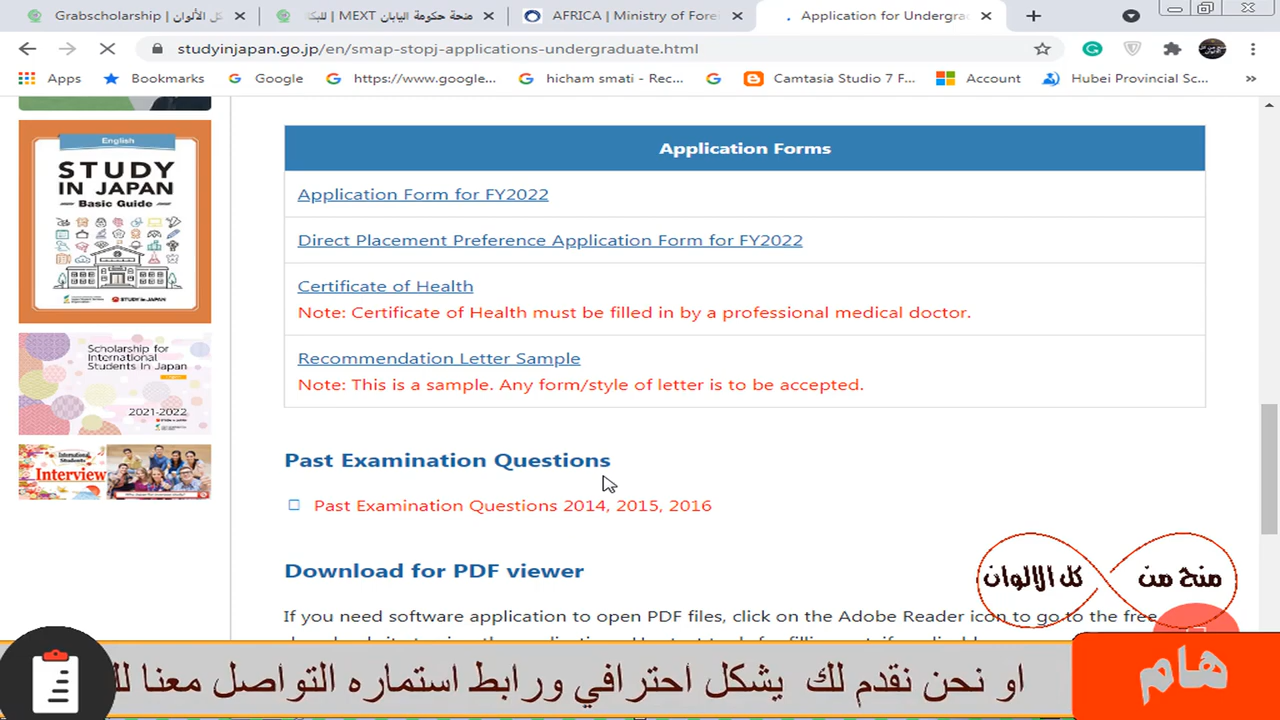 Grabscholarship | كل الألوان
MEXT | منحة حكومة اليابان للبكا
AFRICA | Ministry of Fore
Application for Undergra
studyinjapan.go.jp/en/smap-stopj-applications-undergraduate.html
Apps
Bookmarks
Google
https://www.google...
hicham smati - Rec...
Camtasia Studio 7 F...
Account
Hubei Provincial Sc...
English
STUDY
IN JAPAN
Basic Guide
Scholarship for
International
Students In Japan
2021-2022
International
Students
Interview
Application Forms
Application Form for FY2022
Direct Placement Preference Application Form for FY2022
Certificate of Health
Note: Certificate of Health must be filled in by a professional medical doctor.
Recommendation Letter Sample
Note: This is a sample. Any form/style of letter is to be accepted.
Past Examination Questions
Past Examination Questions 2014, 2015, 2016
Download for PDF viewer
If you need software application to open PDF files, click on the Adobe Reader icon to go to the free
منح من كل الالوان
او نحن نقدم لك يشكل احترافي ورابط استماره التواصل معنا
هام